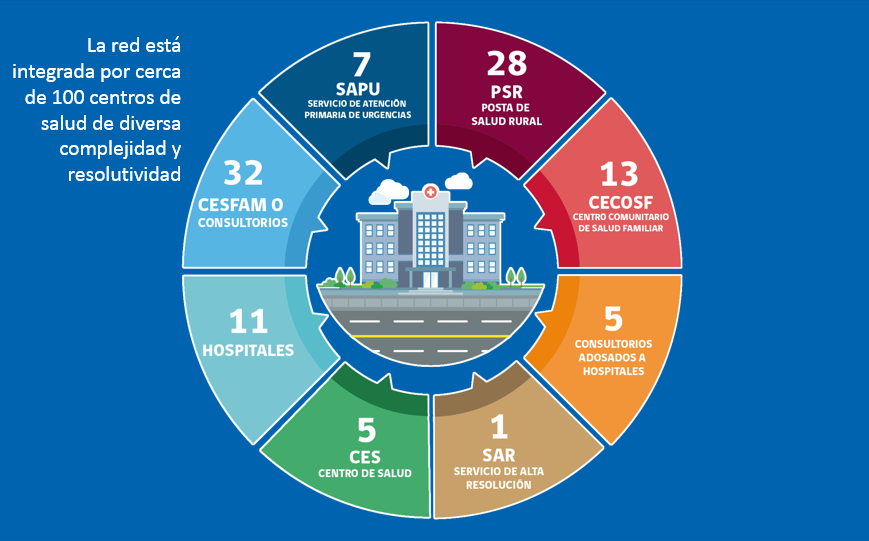 La red está
integrada por cerca
de 100 centros de
salud de diversa
complejidad y
resolutividad
7
SAPU
SERVICIO DE ATENCIÓN
PRIMARIA DE URGENCIAS
28
PSR
POSTA DE
SALUD RURAL
13
CECOSF
CENTRO COMUNITARIO
DE SALUD FAMILIAR
5
CONSULTORIOS
ADOSADOS A
HOSPITALES
1
SAR
SERVICIO DE ALTA
RESOLUCIÓN
5
CES
CENTRO DE SALUD
11
HOSPITALES
32
CESFAM O
CONSULTORIOS